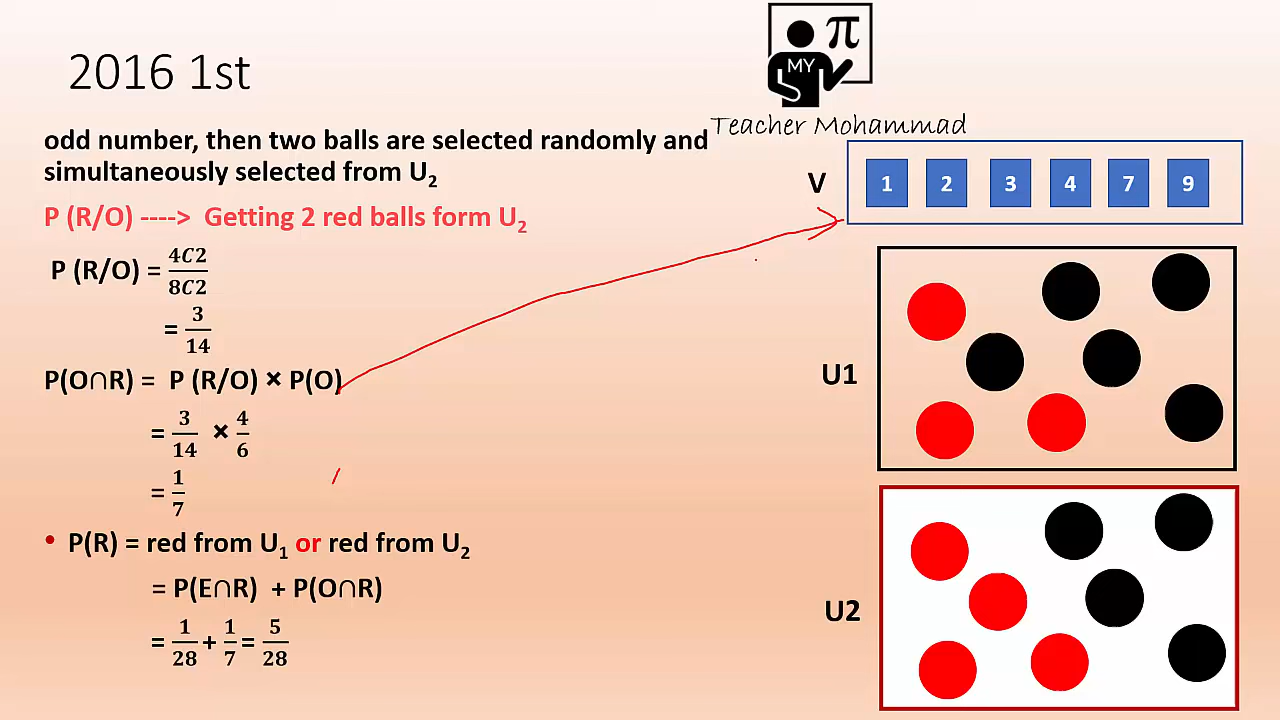 2016 1st
MY π
Teacher Mohammad
odd number, then two balls are selected randomly and
simultaneously selected from U₂
P (R/O) ----> Getting 2 red balls form U₂
P (R/O) = 4C2/8C2
= 3/14
P(O∩R) = P (R/O) × P(O)
= 3/14 × 4/6
= 1/7
• P(R) = red from U₁ or red from U₂
= P(E∩R) + P(O∩R)
= 1/28 + 1/7 = 5/28
V 1 2 3 4 7 9
U1
U2